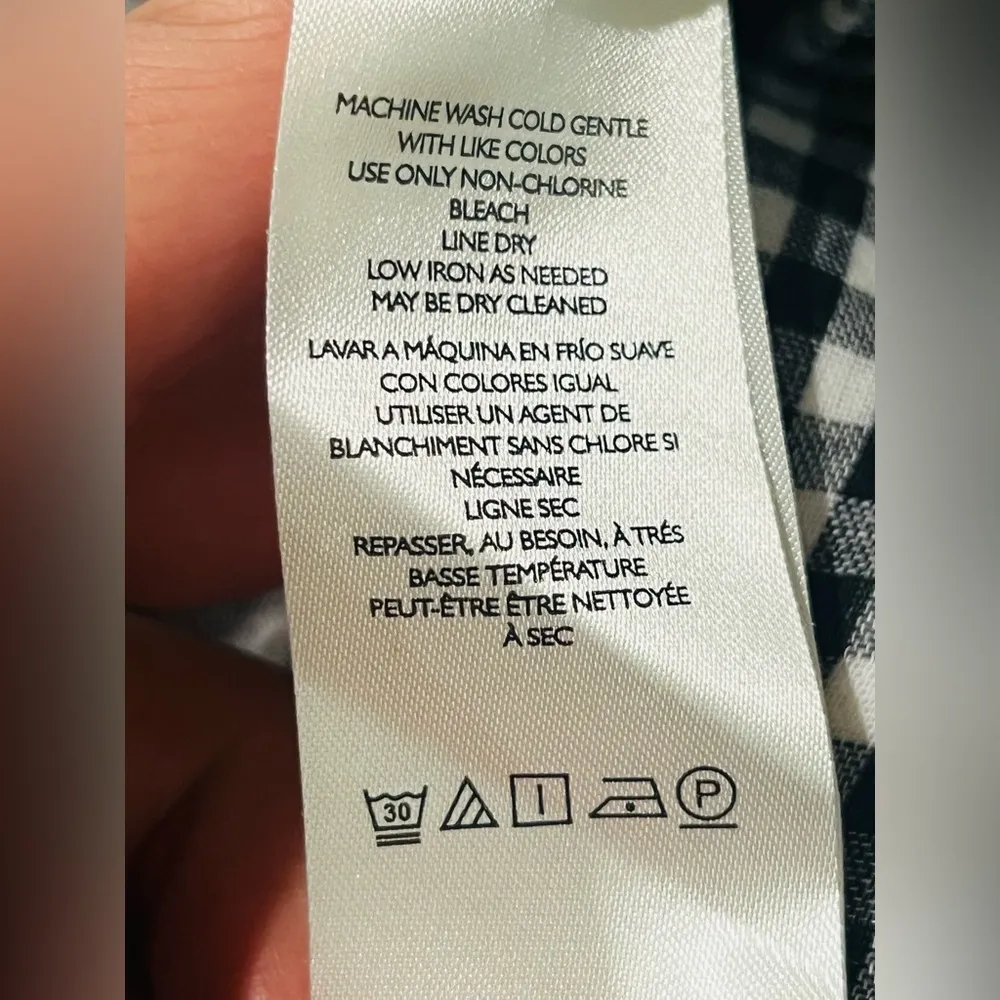 MACHINE WASH COLD GENTLE
WITH LIKE COLORS
USE ONLY NON-CHLORINE
BLEACH
LINE DRY
LOW IRON AS NEEDED
MAY BE DRY CLEANED
LAVAR A MÁQUINA EN FRÍO SUAVE
CON COLORES IGUAL
UTILISER UN AGENT DE
BLANCHIMENT SANS CHLORE SI
NÉCESSAIRE
LIGNE SEC
REPASSER, AU BESOIN, À TRÉS
BASSE TEMPÉRATURE
PEUT-ÊTRE ÊTRE NETTOYÉE
À SEC
30 P